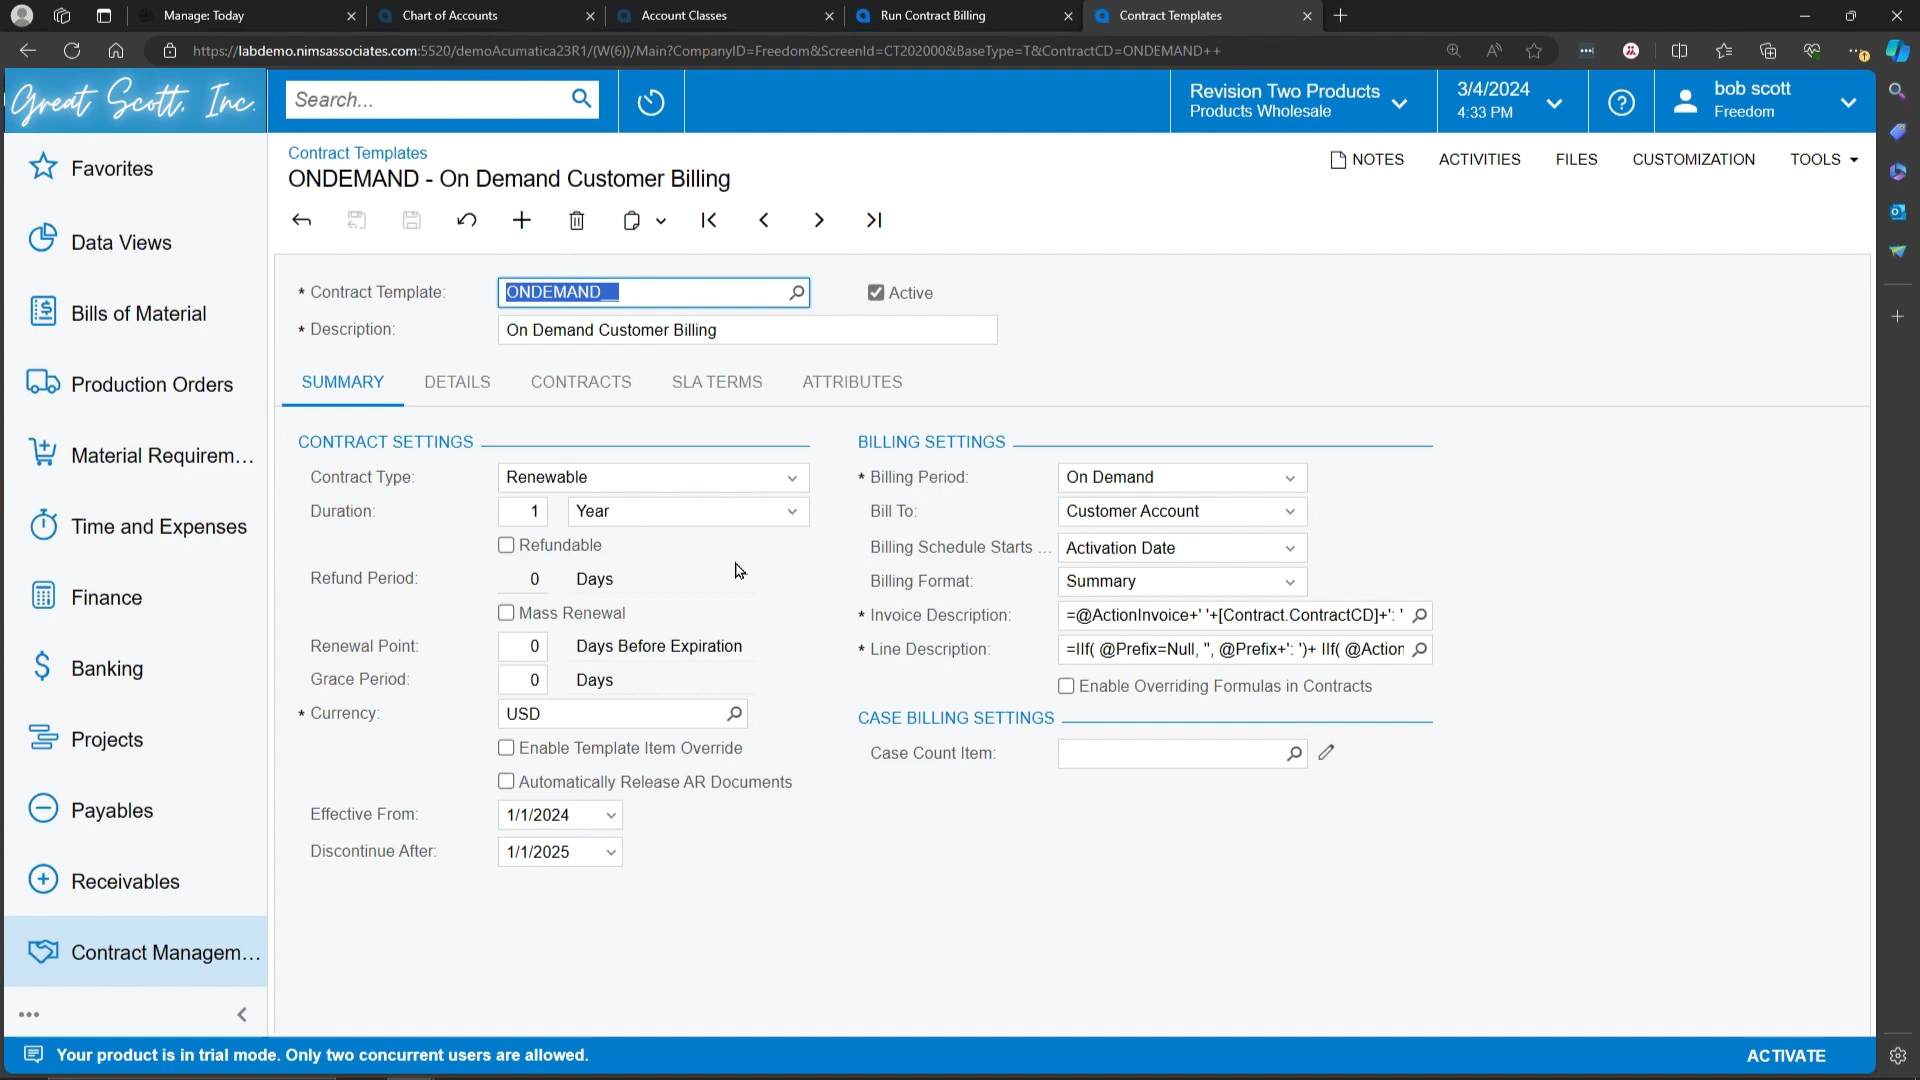 Manage: Today
Chart of Accounts
Account Classes
Run Contract Billing
Contract Templates
https://labdemo.nimsassociates.com:5520/demoAcumatica23R1/(W(6))/Main?CompanyID=Freedom&ScreenId=CT202000&BaseType=T&ContractCD=ONDEMAND++
Great Scott, Inc.
Search...
Revision Two Products
Products Wholesale
3/4/2024
4:33 PM
bob scott
Freedom
Favorites
Data Views
Bills of Material
Production Orders
Material Requirem...
Time and Expenses
Finance
Banking
Projects
Payables
Receivables
Contract Managem...
Contract Templates
ONDEMAND - On Demand Customer Billing
NOTES
ACTIVITIES
FILES
CUSTOMIZATION
TOOLS
* Contract Template: ONDEMAND__
Active
* Description: On Demand Customer Billing
SUMMARY
DETAILS
CONTRACTS
SLA TERMS
ATTRIBUTES
CONTRACT SETTINGS
Contract Type: Renewable
Duration: 1 Year
Refundable
Refund Period: 0 Days
Mass Renewal
Renewal Point: 0 Days Before Expiration
Grace Period: 0 Days
* Currency: USD
Enable Template Item Override
Automatically Release AR Documents
Effective From: 1/1/2024
Discontinue After: 1/1/2025
BILLING SETTINGS
* Billing Period: On Demand
Bill To: Customer Account
Billing Schedule Starts ... Activation Date
Billing Format: Summary
* Invoice Description: =@ActionInvoice+' '+[Contract.ContractCD]+': '
* Line Description: =IIf( @Prefix=Null, '', @Prefix+': ')+ IIf( @Action
Enable Overriding Formulas in Contracts
CASE BILLING SETTINGS
Case Count Item:
Your product is in trial mode. Only two concurrent users are allowed.
ACTIVATE